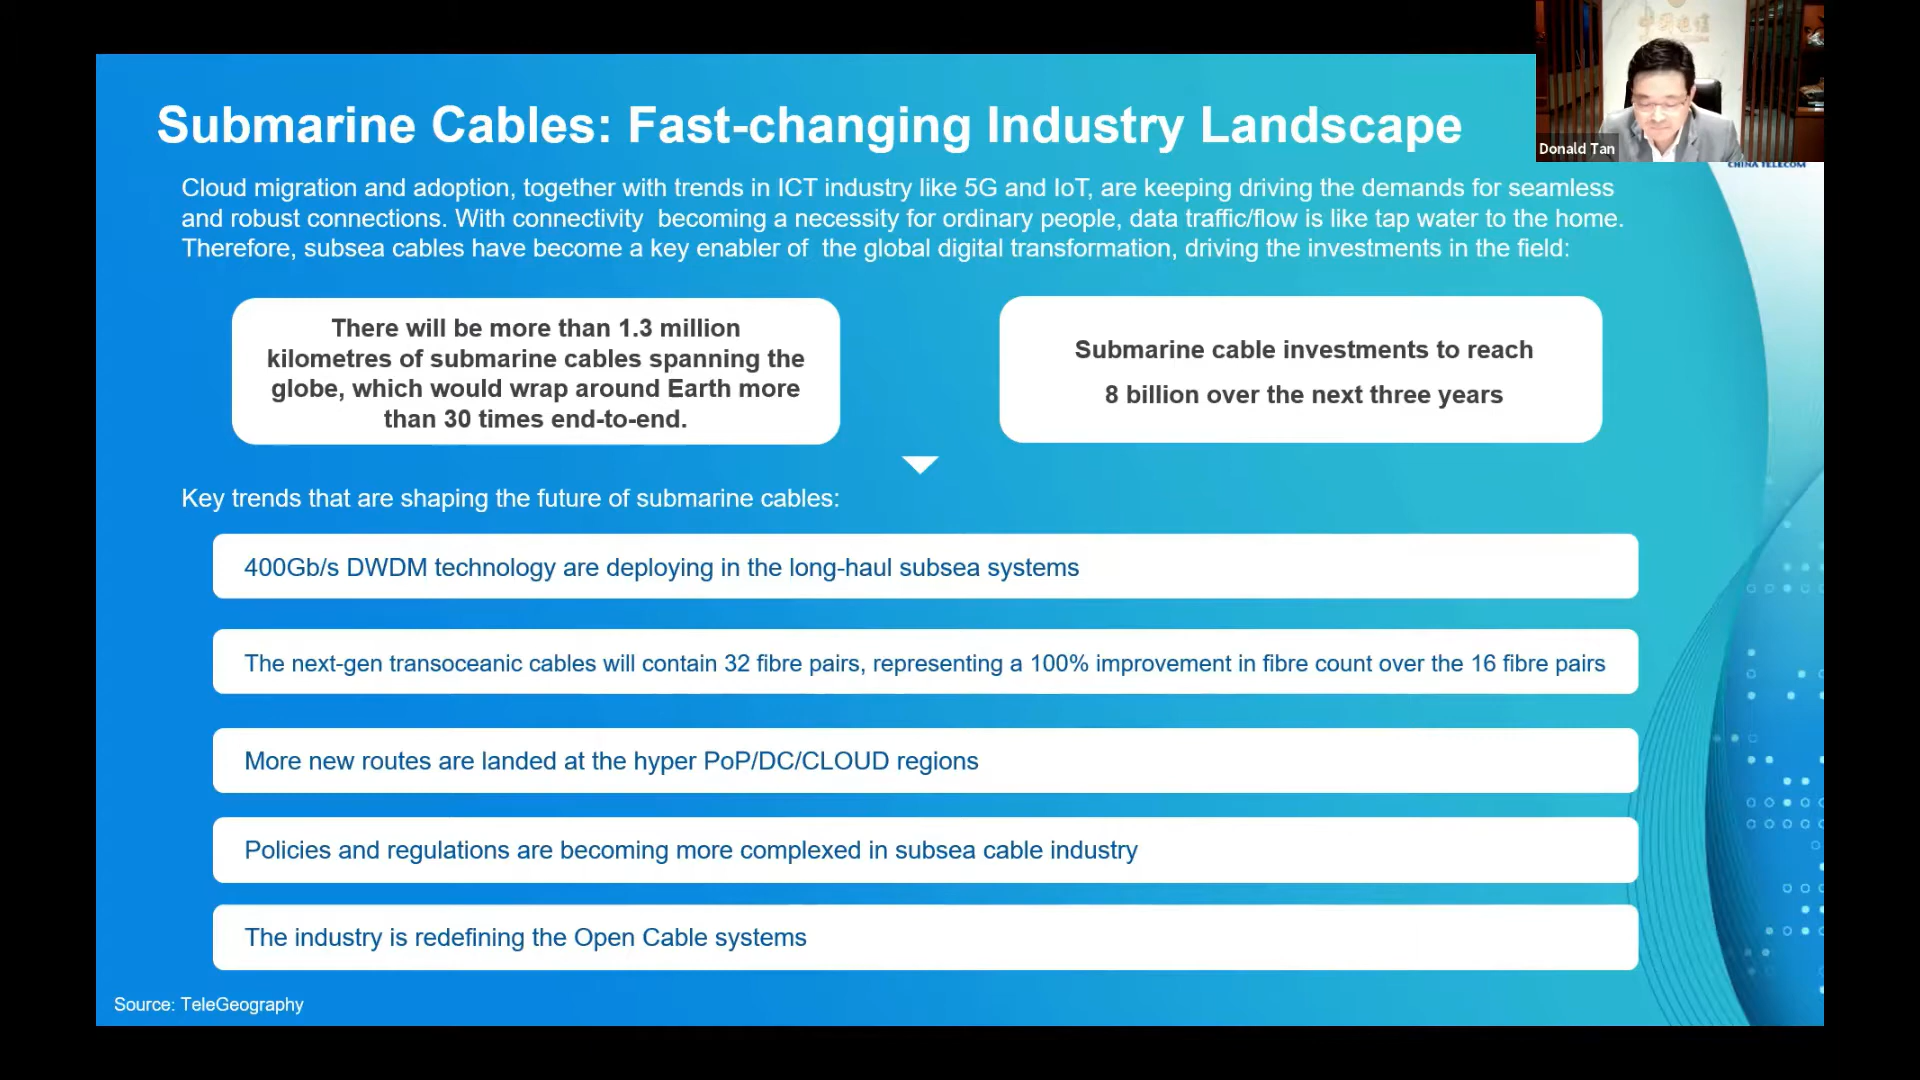 中国电信
Donald Tan
CHINA TELECOM
Submarine Cables: Fast-changing Industry Landscape
Cloud migration and adoption, together with trends in ICT industry like 5G and IoT, are keeping driving the demands for seamless
and robust connections. With connectivity becoming a necessity for ordinary people, data traffic/flow is like tap water to the home.
Therefore, subsea cables have become a key enabler of the global digital transformation, driving the investments in the field:
There will be more than 1.3 million
kilometres of submarine cables spanning the
globe, which would wrap around Earth more
than 30 times end-to-end.
Submarine cable investments to reach
8 billion over the next three years
Key trends that are shaping the future of submarine cables:
400Gb/s DWDM technology are deploying in the long-haul subsea systems
The next-gen transoceanic cables will contain 32 fibre pairs, representing a 100% improvement in fibre count over the 16 fibre pairs
More new routes are landed at the hyper PoP/DC/CLOUD regions
Policies and regulations are becoming more complexed in subsea cable industry
The industry is redefining the Open Cable systems
Source: TeleGeography